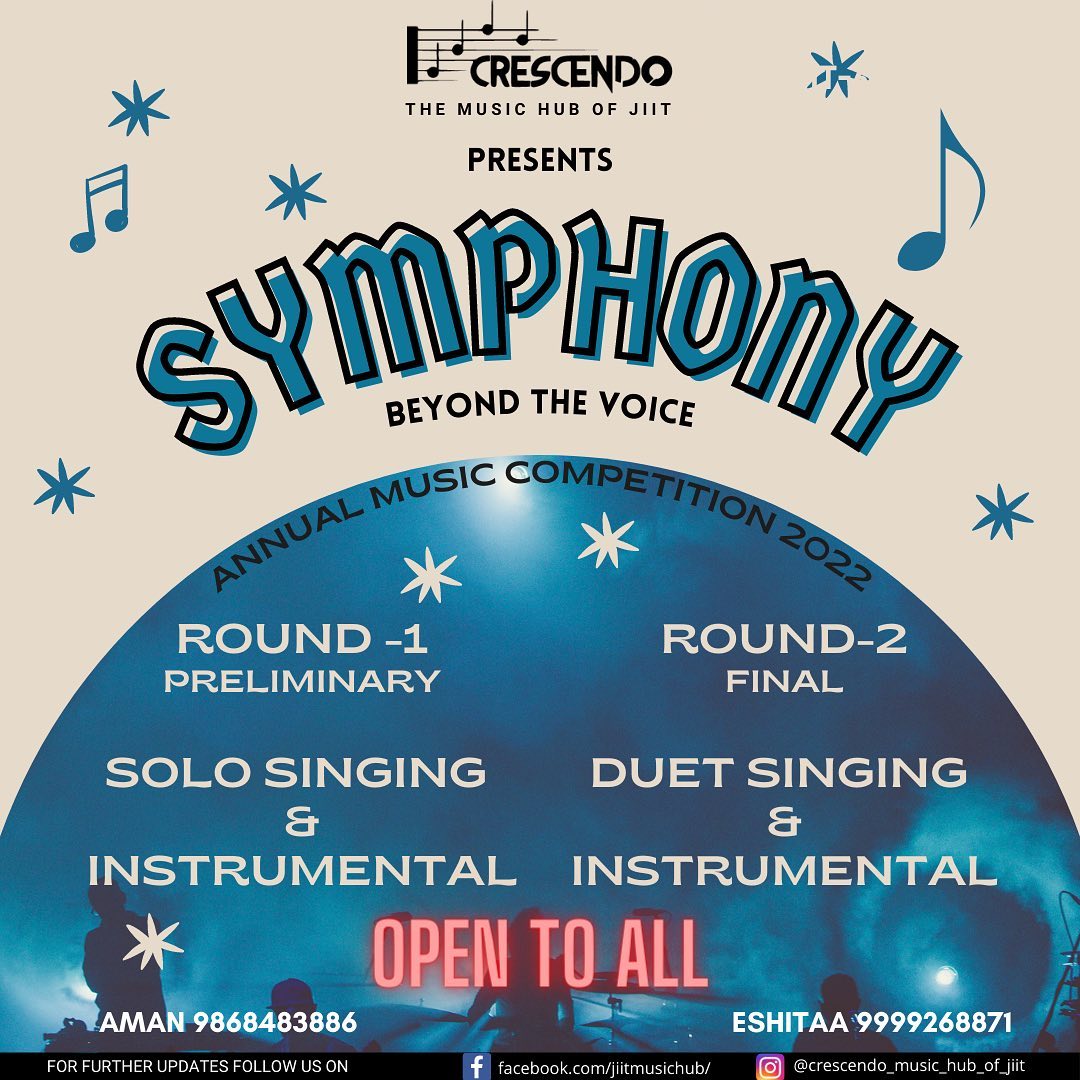 CRESCENDO
THE MUSIC HUB OF JIIT
PRESENTS
SYMPHONY
BEYOND THE VOICE
ANNUAL MUSIC COMPETITION 2022
ROUND -1
PRELIMINARY
SOLO SINGING
&
INSTRUMENTAL
ROUND-2
FINAL
DUET SINGING
&
INSTRUMENTAL
OPEN TO ALL
AMAN 9868483886
ESHITAA 9999268871
FOR FURTHER UPDATES FOLLOW US ON
facebook.com/jiitmusichub/
@crescendo_music_hub_of_jiit